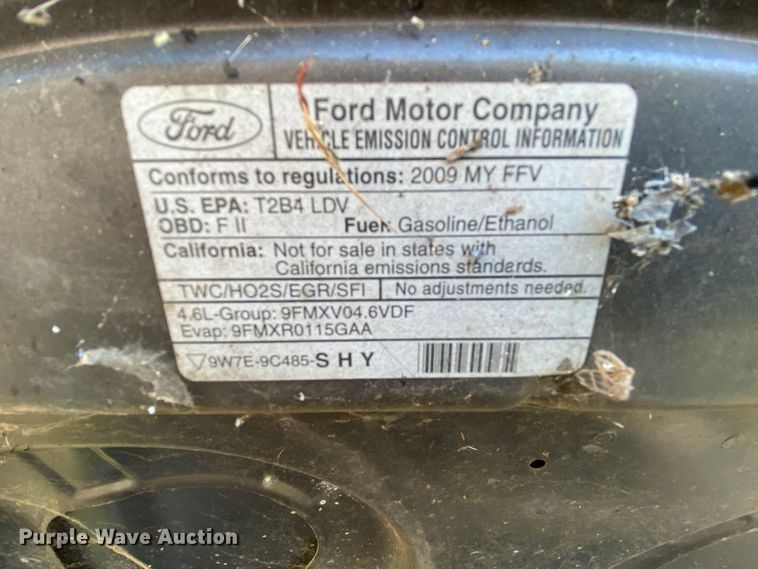 Ford
Ford Motor Company
VEHICLE EMISSION CONTROL INFORMATION
Conforms to regulations: 2009 MY FFV
U.S. EPA: T2B4 LDV
OBD: F II Fuel: Gasoline/Ethanol
California: Not for sale in states with
California emissions standards.
TWC/HO2S/EGR/SFI No adjustments needed.
4.6L-Group: 9FMXV04.6VDF
Evap: 9FMXR0115GAA
9W7E-9C485-S H Y
Purple Wave Auction